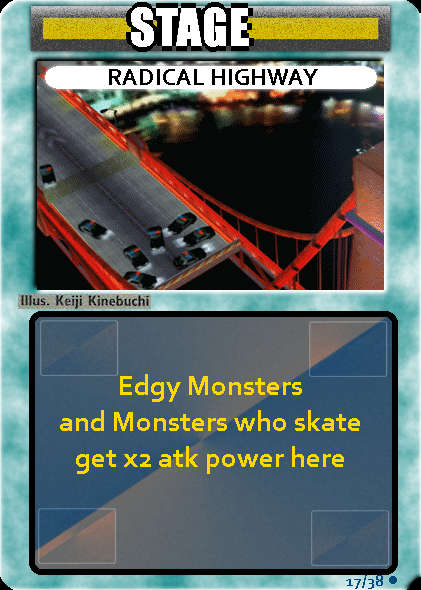 STAGE
RADICAL HIGHWAY
Illus. Keiji Kinebuchi
Edgy Monsters
and Monsters who skate
get x2 atk power here
17/38